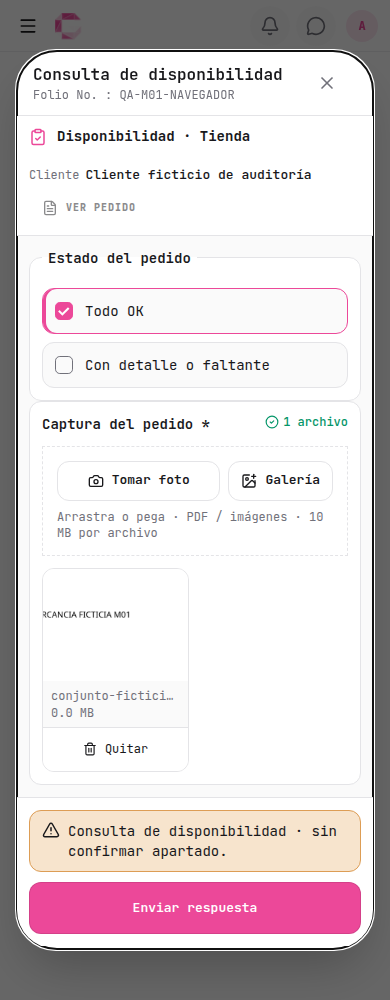 A
Consulta de disponibilidad
Folio No. : QA-M01-NAVEGADOR
Disponibilidad · Tienda
Cliente Cliente ficticio de auditoría
VER PEDIDO
Estado del pedido
Todo OK
Con detalle o faltante
Captura del pedido *
1 archivo
Tomar foto
Galería
Arrastra o pega · PDF / imágenes · 10
MB por archivo
RCANCIA FICTICIA M01
conjunto-fictici…
0.0 MB
Quitar
Consulta de disponibilidad · sin
confirmar apartado.
Enviar respuesta